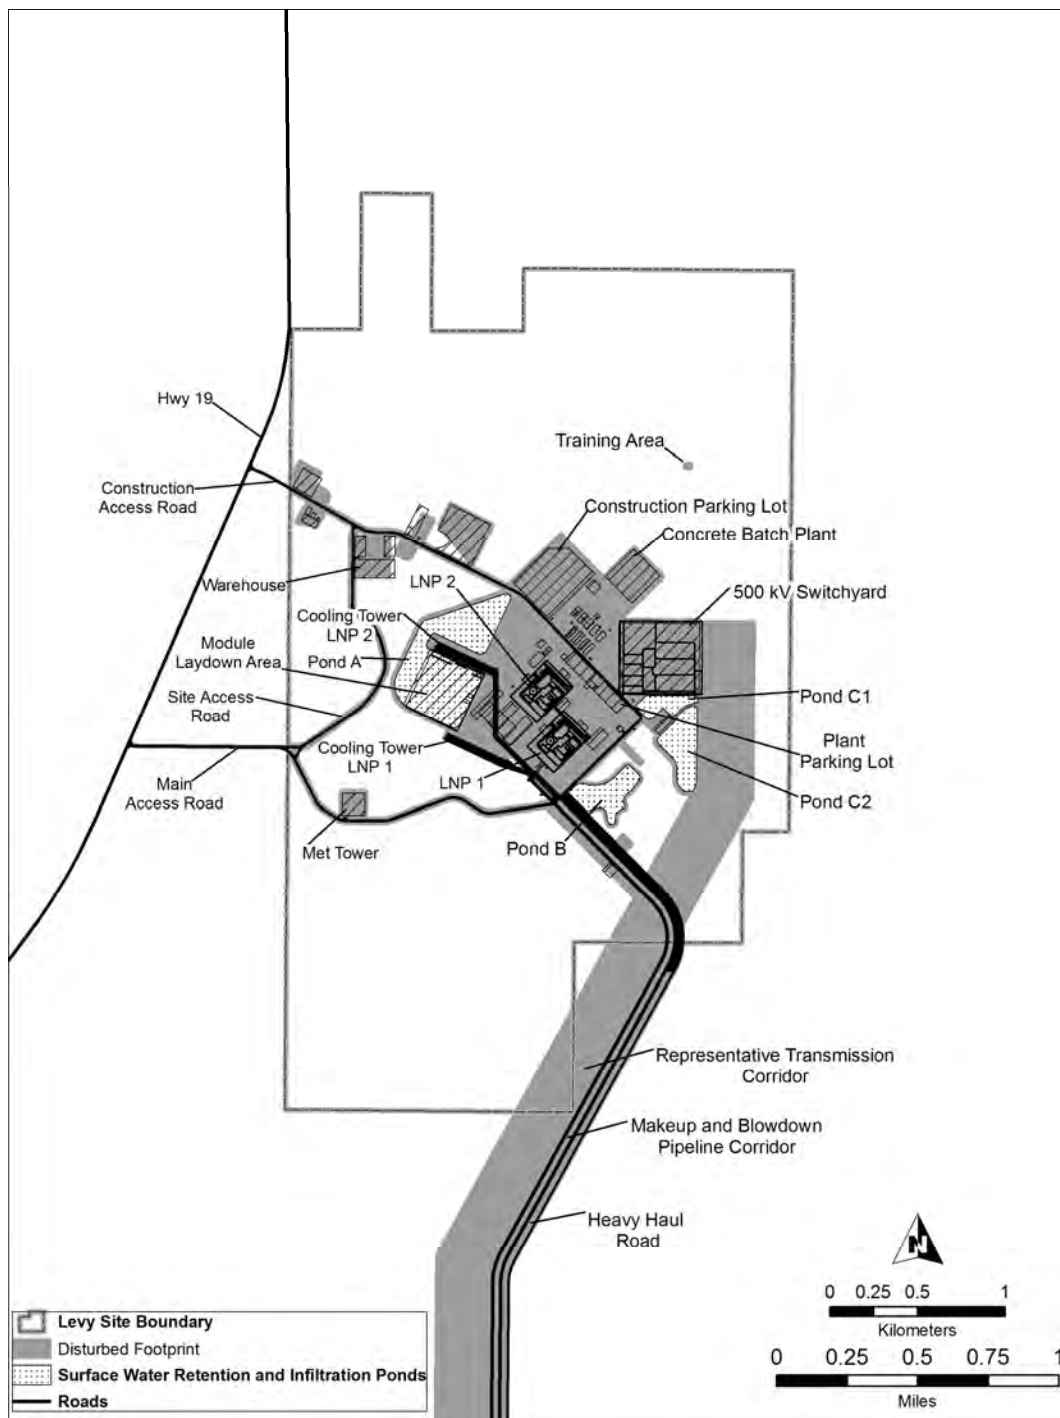 Hwy 19
Training Area
Construction
Access Road
Construction Parking Lot
Concrete Batch Plant
LNP 2
Warehouse
500 kV Switchyard
Cooling Tower
LNP 2
Module
Laydown Area
Pond A
Site Access
Road
Pond C1
Plant
Parking Lot
Cooling Tower
LNP 1
Main
Access Road
LNP 1
Pond C2
Met Tower
Pond B
Representative Transmission
Corridor
Makeup and Blowdown
Pipeline Corridor
Heavy Haul
Road
N
0 0.25 0.5 1
Kilometers
0 0.25 0.5 0.75 1
Miles
Levy Site Boundary
Disturbed Footprint
Surface Water Retention and Infiltration Ponds
Roads